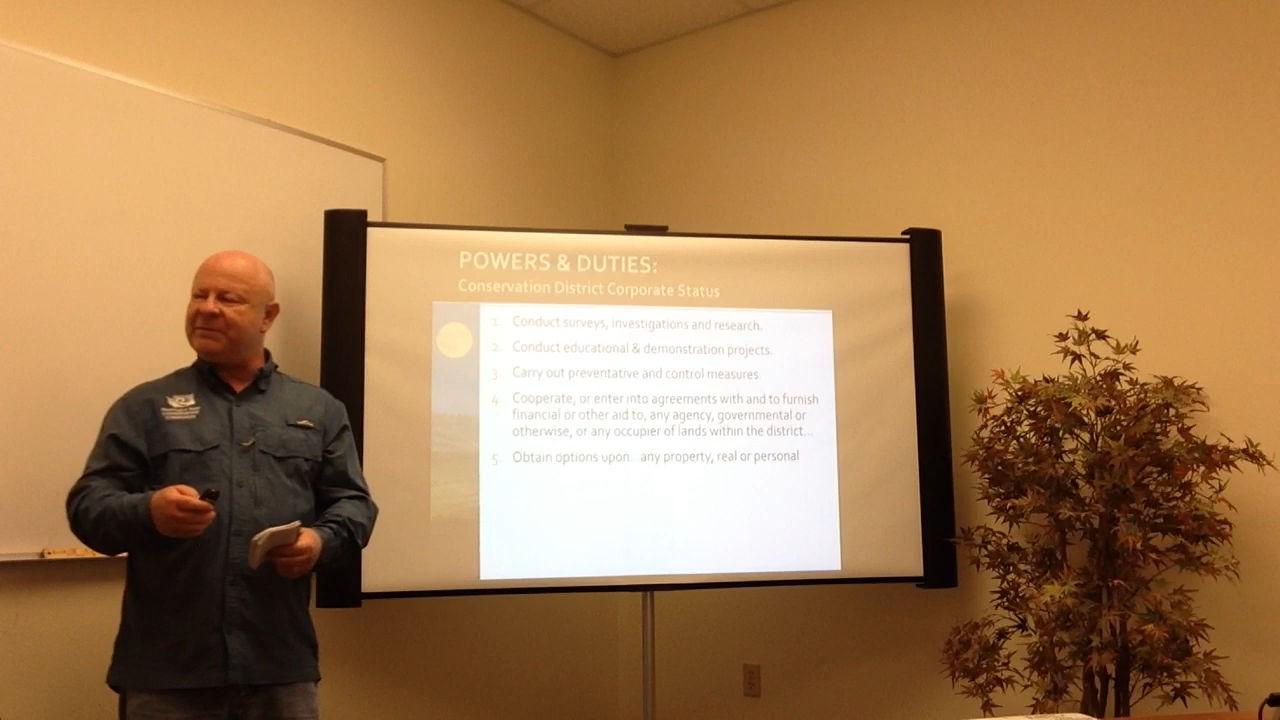 POWERS & DUTIES:
Conservation District Corporate Status
1. Conduct surveys, investigations and research.
2. Conduct educational & demonstration projects.
3. Carry out preventative and control measures.
4. Cooperate, or enter into agreements with and to furnish
financial or other aid to, any agency, governmental or
otherwise, or any occupier of lands within the district...
5. Obtain options upon... any property, real or personal